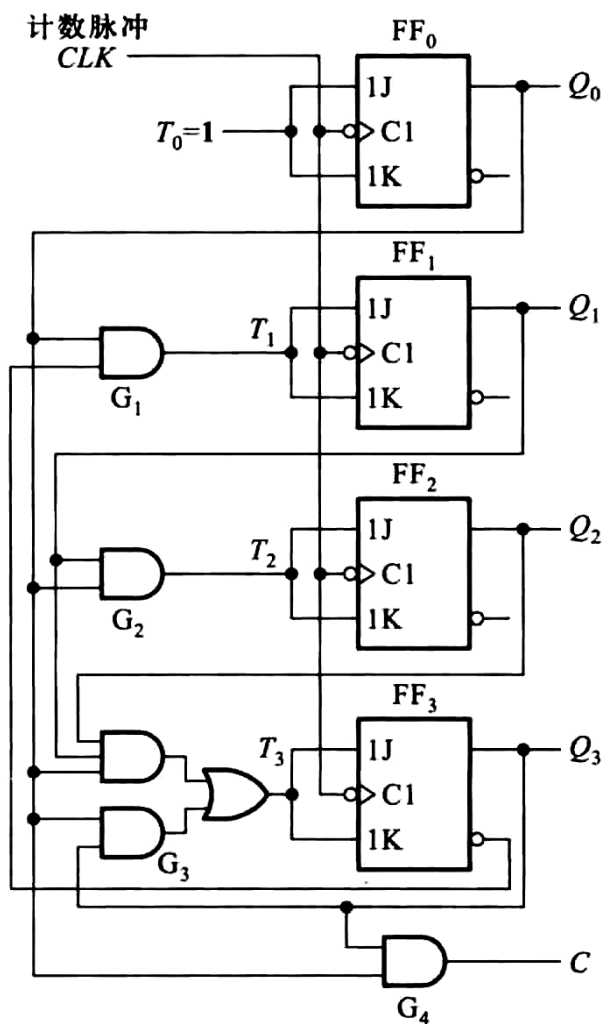 计数脉冲
CLK
FF₀
1J
Q₀
T₀=1
C1
1K
FF₁
1J
Q₁
T₁
C1
G₁
1K
FF₂
1J
Q₂
T₂
C1
G₂
1K
FF₃
T₃
1J
Q₃
C1
1K
G₃
C
G₄